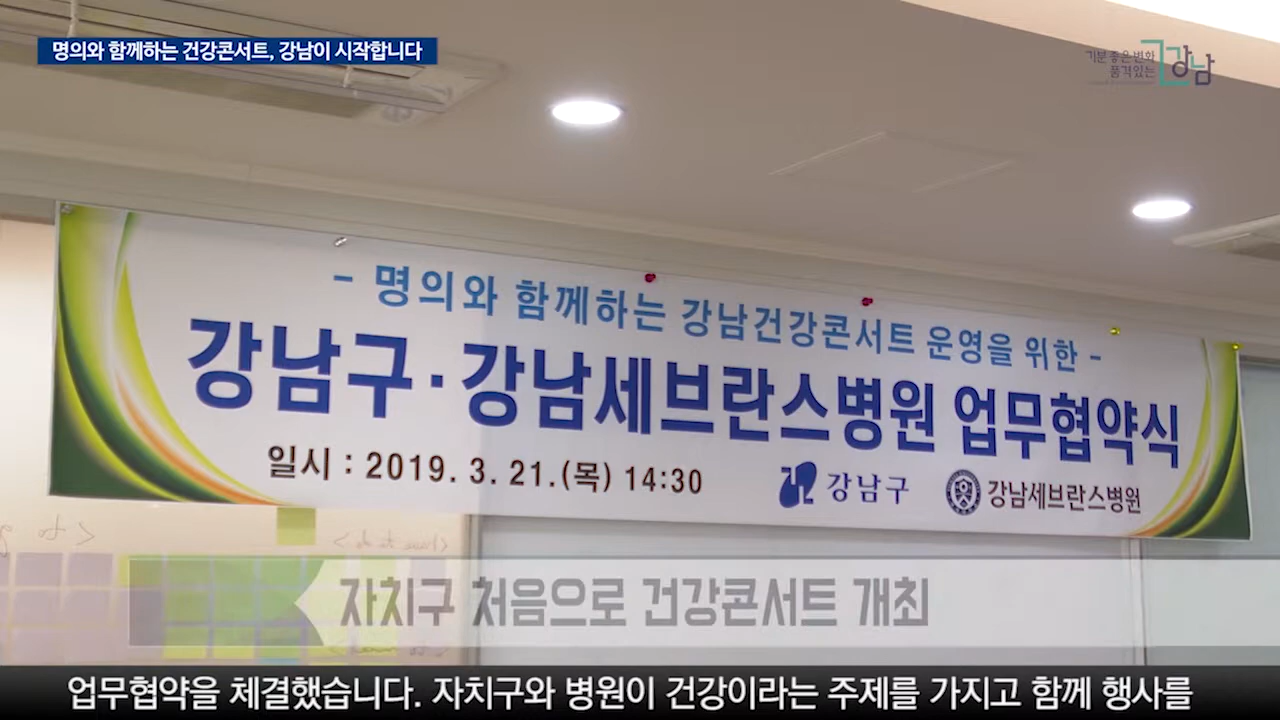 명의와 함께하는 건강콘서트, 강남이 시작합니다
기분 좋은 변화
품격있는
강남
- 명의와 함께하는 강남건강콘서트 운영을 위한 -
강남구·강남세브란스병원 업무협약식
일시 : 2019. 3. 21.(목) 14:30
강남구
강남세브란스병원
자치구 처음으로 건강콘서트 개최
업무협약을 체결했습니다. 자치구와 병원이 건강이라는 주제를 가지고 함께 행사를